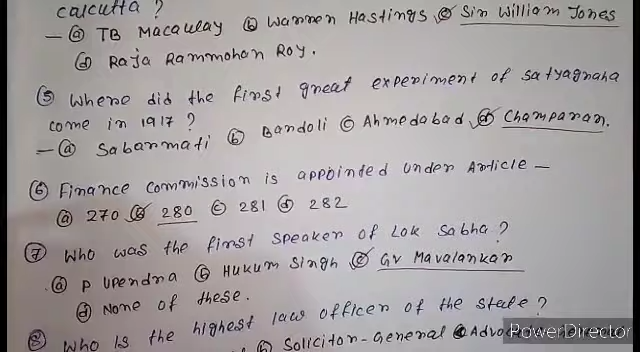 calcutta ?
— ⓐ TB Macaulay ⓑ Warren Hastings ⓒ Sir William Jones
ⓓ Raja Rammohan Roy.
⑤ Where did the first great experiment of satyagraha
come in 1917 ?
— ⓐ Sabarmati ⓑ Bardoli ⓒ Ahmedabad ⓓ Champaran.
⑥ Finance commission is appointed under Article —
ⓐ 270 ⓑ 280 ⓒ 281 ⓓ 282
⑦ Who was the first speaker of Lok Sabha ?
ⓐ P Upendra ⓑ Hukum Singh ⓒ GV Mavalankar
ⓓ None of these.
⑧ Who is the highest law officer of the state ?
ⓑ Solicitor-General ⓒ
PowerDirector